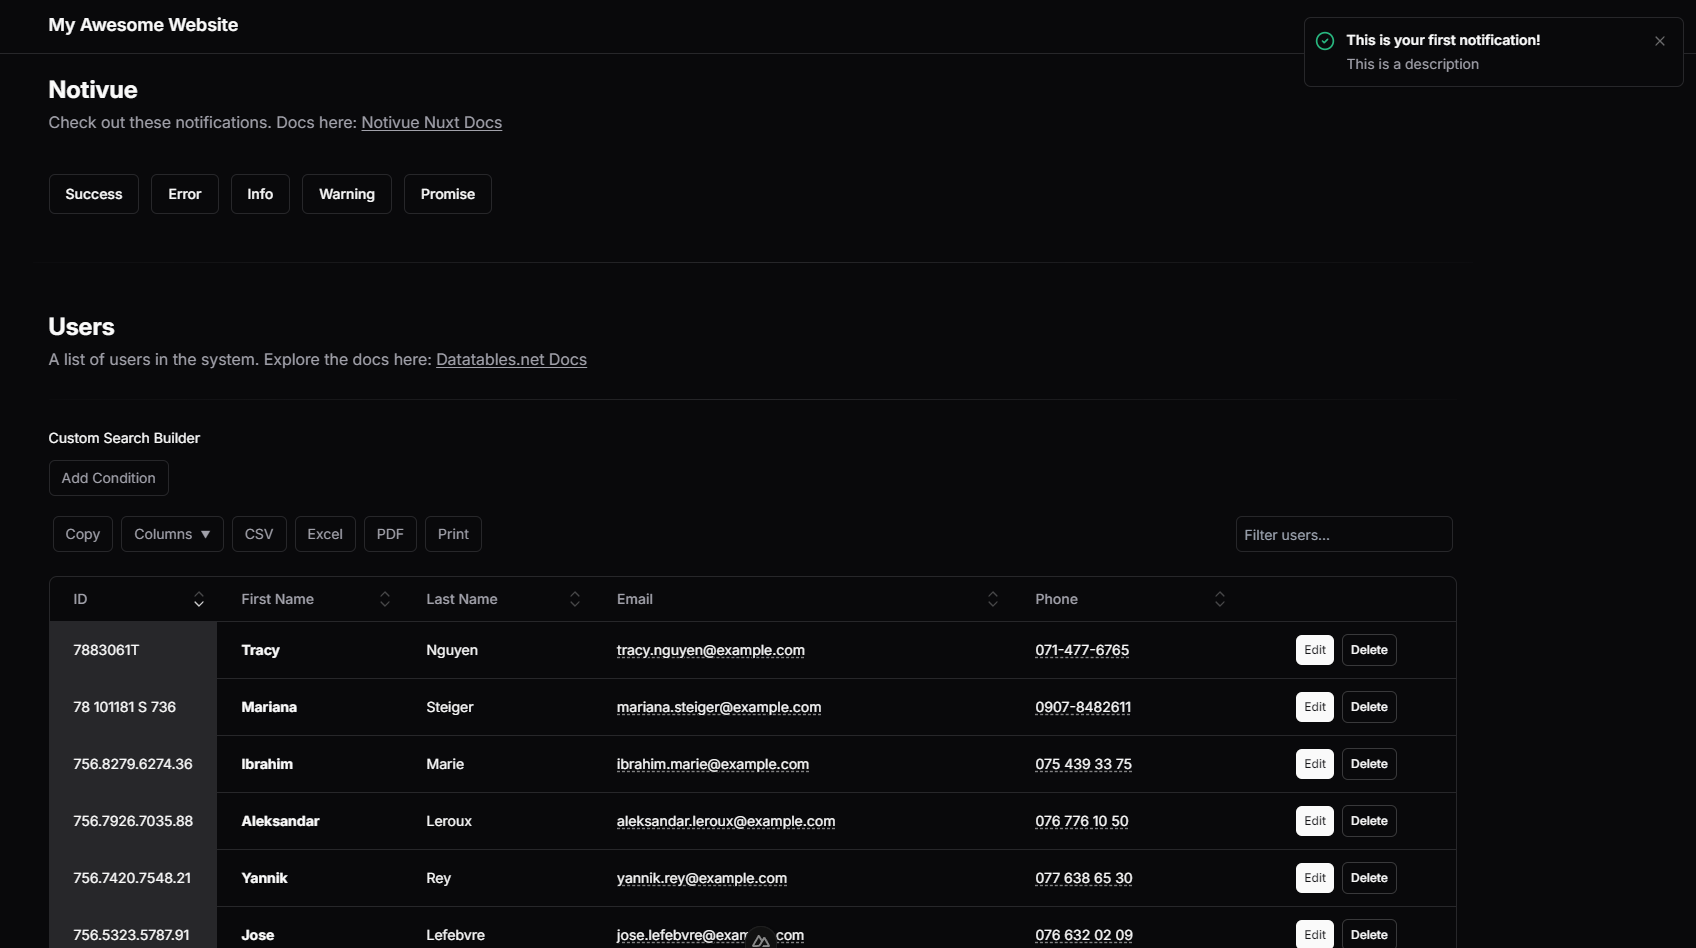 My Awesome Website
This is your first notification!
This is a description
Notivue
Check out these notifications. Docs here: Notivue Nuxt Docs
Success Error Info Warning Promise
Users
A list of users in the system. Explore the docs here: Datatables.net Docs
Custom Search Builder
Add Condition
Copy Columns ▼ CSV Excel PDF Print Filter users...
ID First Name Last Name Email Phone
7883061T Tracy Nguyen tracy.nguyen@example.com 071-477-6765 Edit Delete
78 101181 S 736 Mariana Steiger mariana.steiger@example.com 0907-8482611 Edit Delete
756.8279.6274.36 Ibrahim Marie ibrahim.marie@example.com 075 439 33 75 Edit Delete
756.7926.7035.88 Aleksandar Leroux aleksandar.leroux@example.com 076 776 10 50 Edit Delete
756.7420.7548.21 Yannik Rey yannik.rey@example.com 077 638 65 30 Edit Delete
756.5323.5787.91 Jose Lefebvre 076 632 02 09 Edit Delete